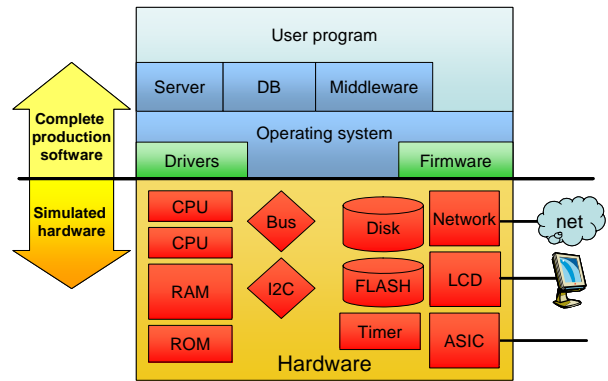 User program
Server DB Middleware
Complete
production
software
Operating system
Drivers Firmware
Simulated
hardware
CPU
Bus
Disk
Network
net
CPU
RAM
I2C
FLASH
LCD
ROM
Timer
ASIC
Hardware